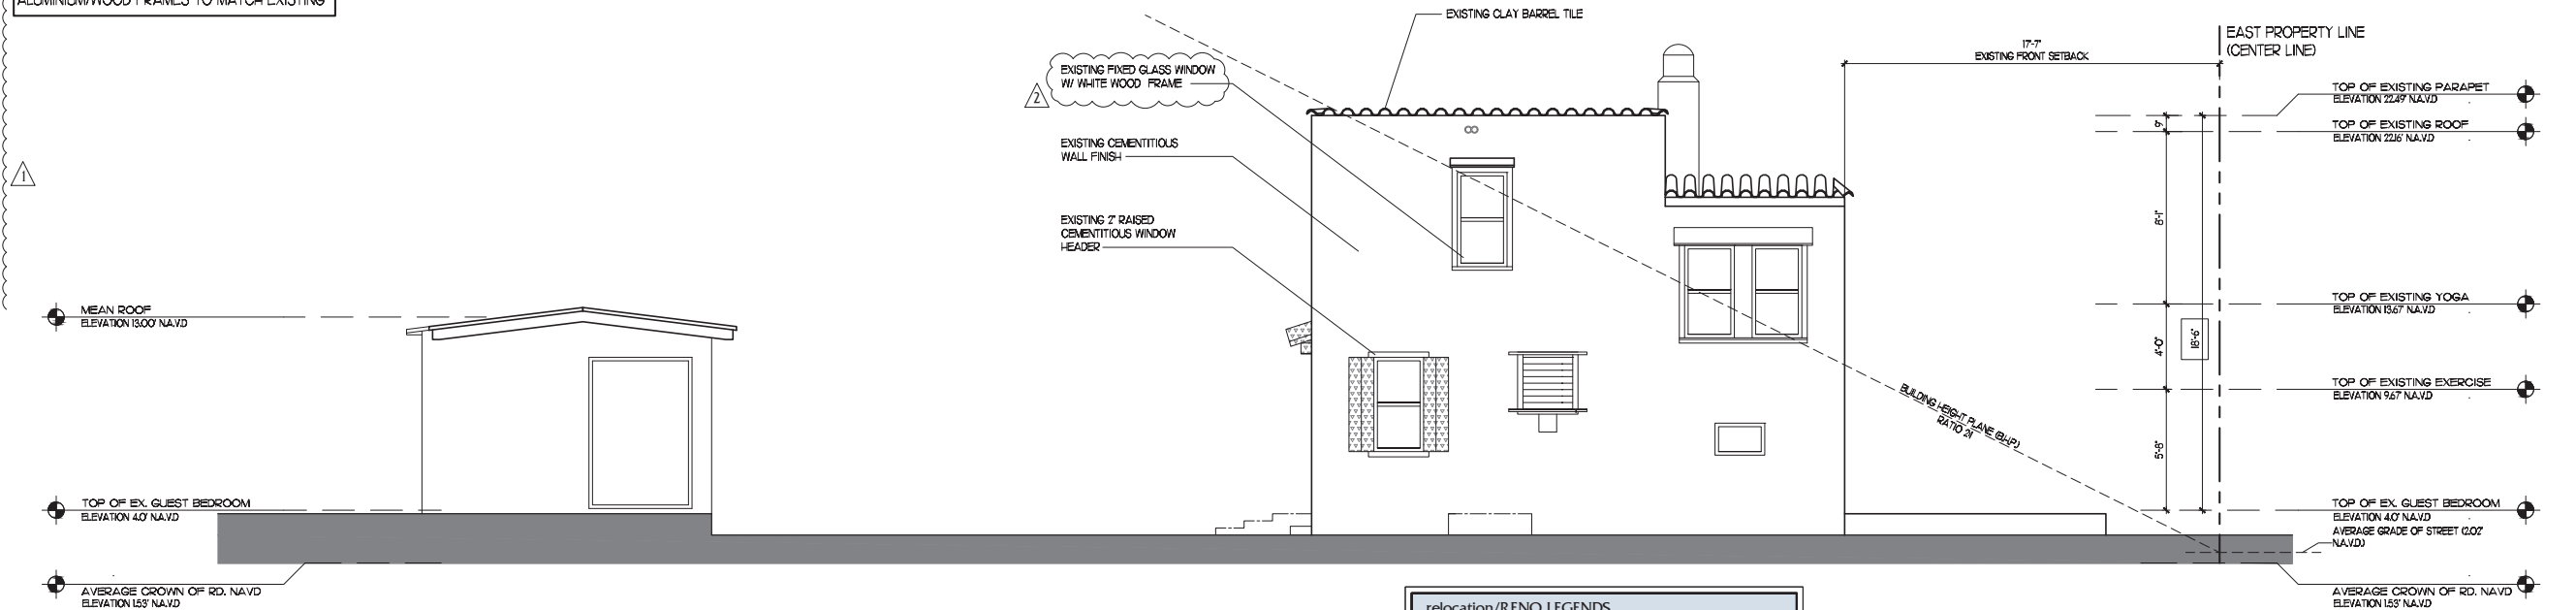 ALUMINIUM/WOOD FRAMES TO MATCH EXISTING
EXISTING CLAY BARREL TILE
EAST PROPERTY LINE
(CENTER LINE)
17'-7"
EXISTING FRONT SETBACK
EXISTING FIXED GLASS WINDOW
W/ WHITE WOOD FRAME
2
1
EXISTING CEMENTITIOUS
WALL FINISH
EXISTING 2" RAISED
CEMENTITIOUS WINDOW
HEADER
TOP OF EXISTING PARAPET
ELEVATION 22.49' N.A.V.D
9"
TOP OF EXISTING ROOF
ELEVATION 22.16' N.A.V.D
8'-1"
TOP OF EXISTING YOGA
ELEVATION 13.67' N.A.V.D
18'-6"
4'-0"
TOP OF EXISTING EXERCISE
ELEVATION 9.67' N.A.V.D
5'-8"
MEAN ROOF
ELEVATION 13.00' N.A.V.D
BUILDING HEIGHT PLANE (B.H.P.)
RATIO 2:1
TOP OF EX. GUEST BEDROOM
ELEVATION 4.0' N.A.V.D
TOP OF EX. GUEST BEDROOM
ELEVATION 4.0' N.A.V.D
AVERAGE GRADE OF STREET (2.02'
N.A.V.D.)
AVERAGE CROWN OF RD. NAVD
ELEVATION 1.53' N.A.V.D
AVERAGE CROWN OF RD. NAVD
ELEVATION 1.53' N.A.V.D
relocation/RENO LEGENDS